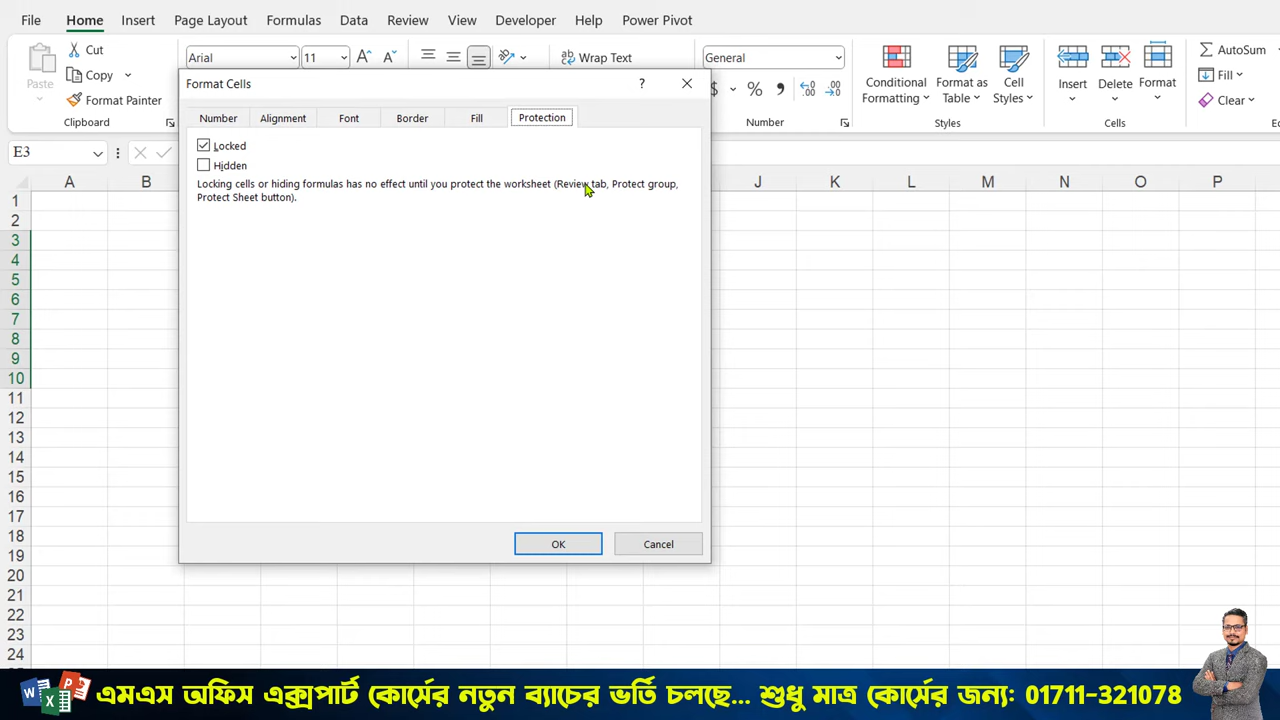 File Home Insert Page Layout Formulas Data Review View Developer Help Power Pivot
Paste
Cut
Copy
Format Painter
Clipboard
Arial 11
Wrap Text
General
$ % ,
Number
Conditional Formatting
Format as Table
Cell Styles
Styles
Insert Delete Format
Cells
AutoSum
Fill
Clear
Format Cells
?
Number Alignment Font Border Fill Protection
Locked
Hidden
Locking cells or hiding formulas has no effect until you protect the worksheet (Review tab, Protect group,
Protect Sheet button).
OK Cancel
E3
A B J K L M N O P
1
2
3
4
5
6
7
8
9
10
11
12
13
14
15
16
17
18
19
20
21
22
23
24
এমএস অফিস এক্সপার্ট কোর্সের নতুন ব্যাচের ভর্তি চলছে... শুধু মাত্র কোর্সের জন্য: 01711-321078